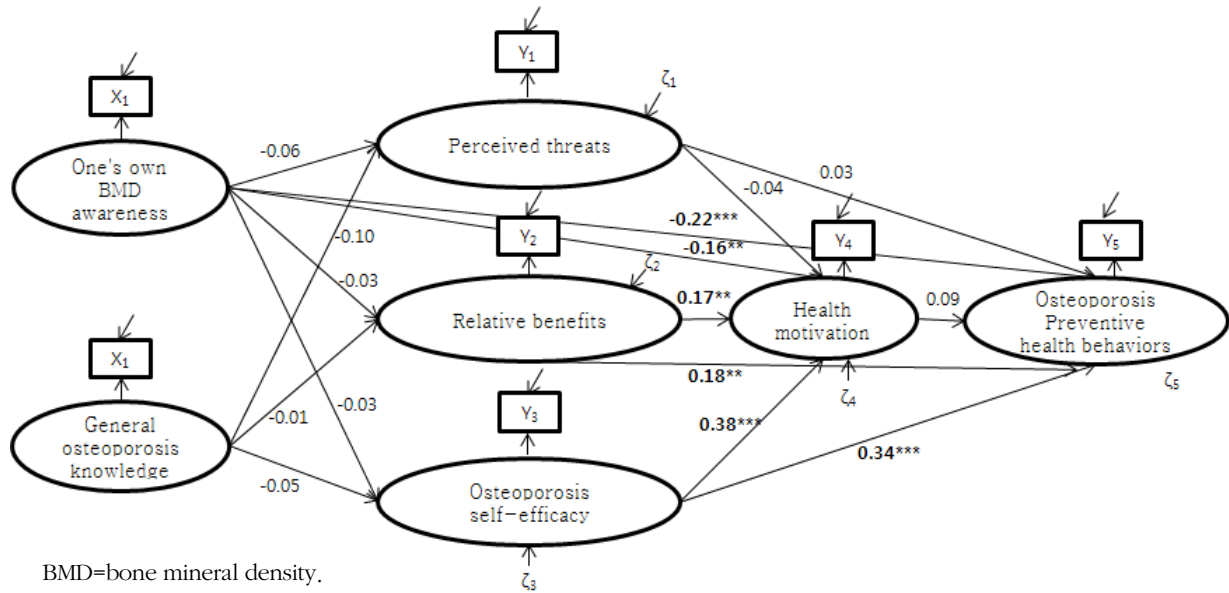 Y₁
X₁
ζ₁
Perceived threats
One's own
BMD
awareness
-0.06
0.03
-0.04
-0.22***
-0.10
Y₂
Y₄
Y₅
-0.16**
ζ₂
-0.03
0.17**
Relative benefits
Health
motivation
0.09
Osteoporosis
Preventive
health behaviors
X₁
0.18**
ζ₄
ζ₅
-0.03
Y₃
-0.01
0.38***
General
osteoporosis
knowledge
0.34***
-0.05
Osteoporosis
self-efficacy
BMD=bone mineral density.
ζ₃